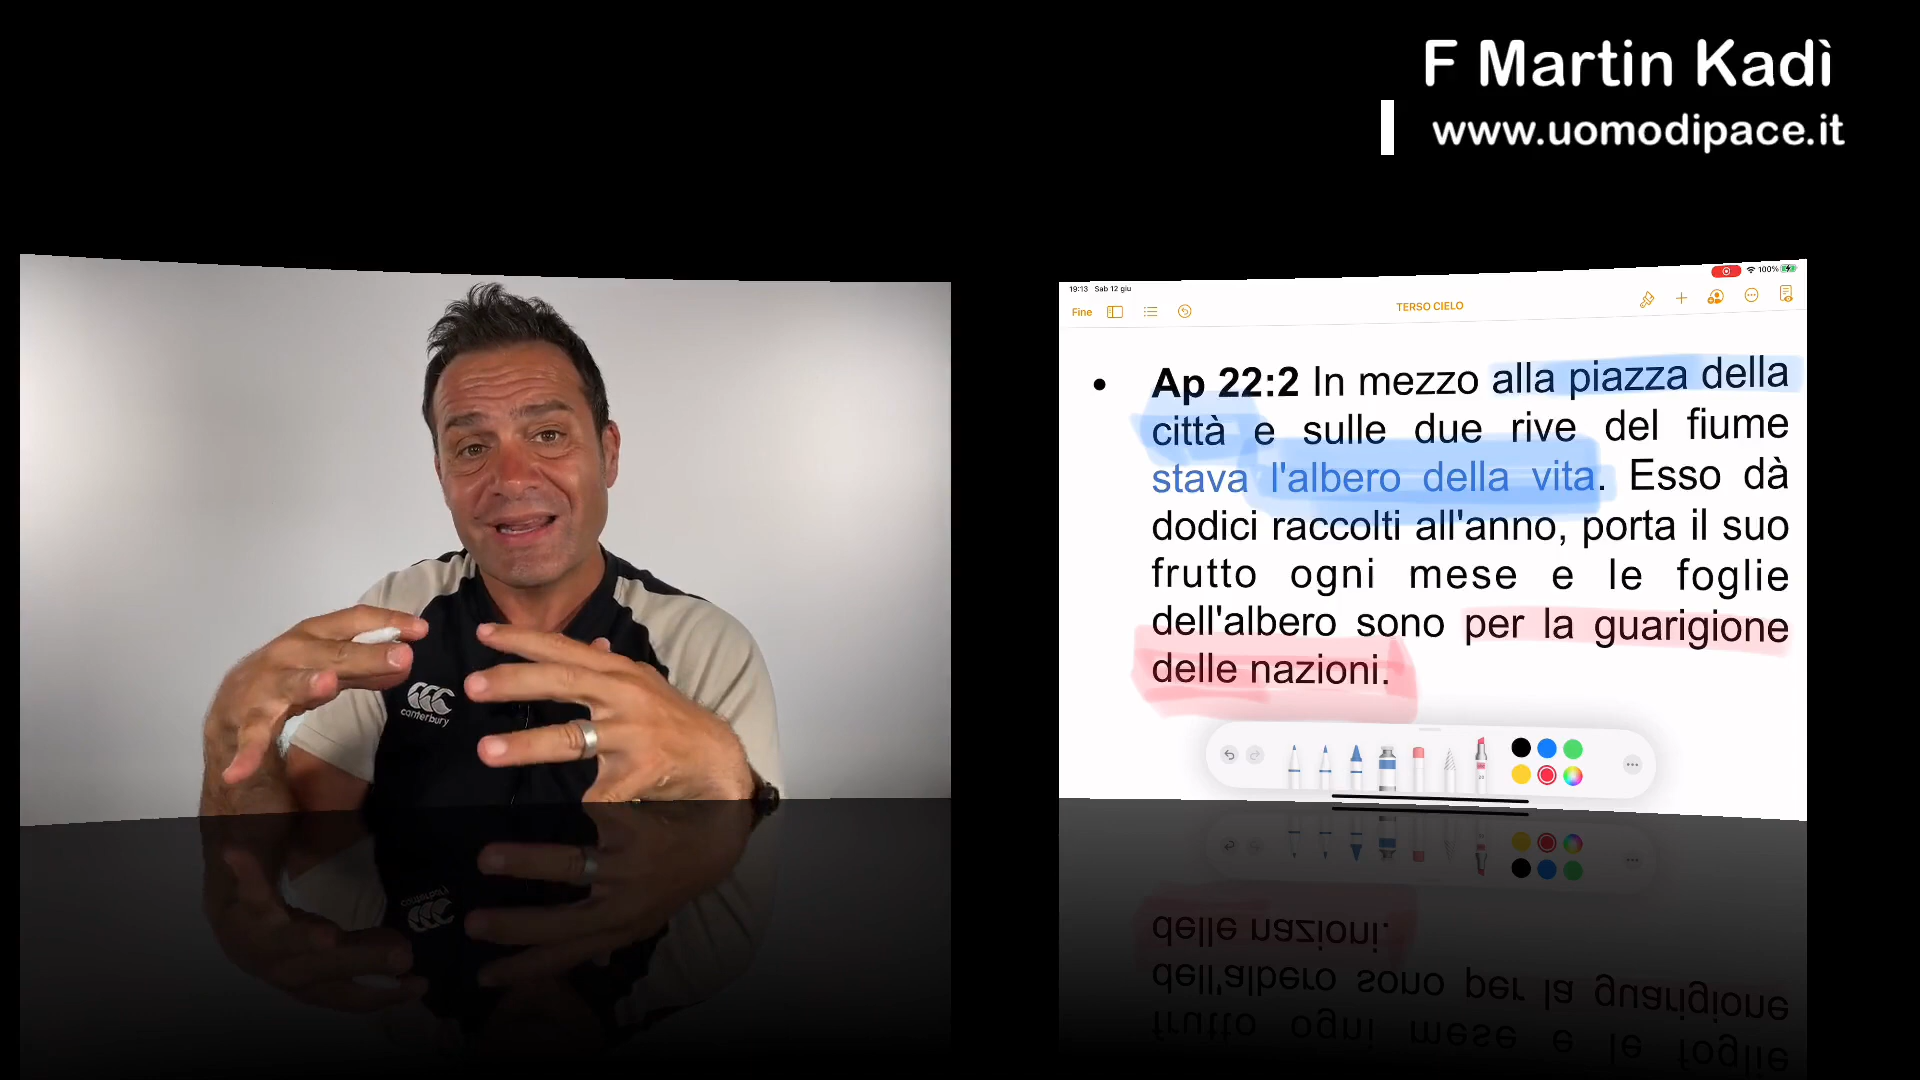 F Martin Kadì
www.uomodipace.it
19:13 Sab 12 giu
100%
Fine
TERSO CIELO
• Ap 22:2 In mezzo alla piazza della
città e sulle due rive del fiume
stava l'albero della vita. Esso dà
dodici raccolti all'anno, porta il suo
frutto ogni mese e le foglie
dell'albero sono per la guarigione
delle nazioni.
canterbury